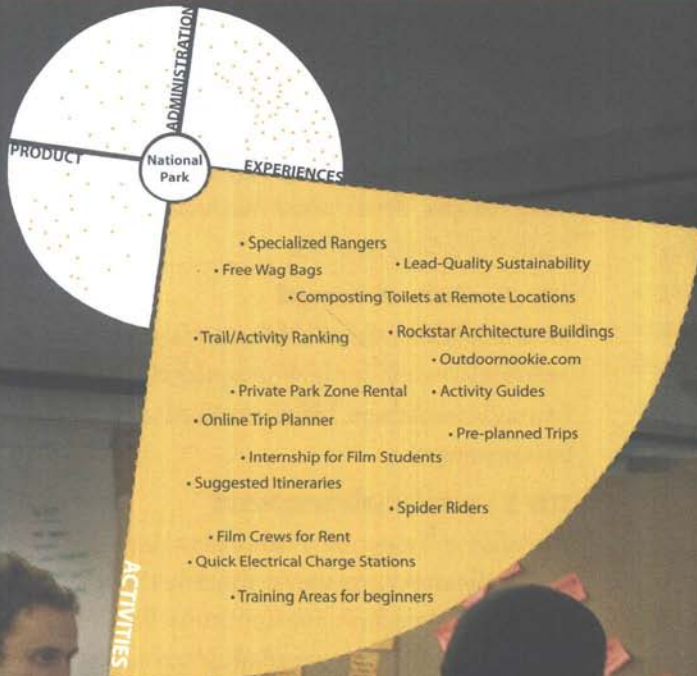 ADMINISTRATION
PRODUCT
National
Park
EXPERIENCES
• Specialized Rangers
• Free Wag Bags
• Lead-Quality Sustainability
• Composting Toilets at Remote Locations
• Trail/Activity Ranking
• Rockstar Architecture Buildings
• Outdoornookie.com
• Private Park Zone Rental
• Activity Guides
• Online Trip Planner
• Pre-planned Trips
• Internship for Film Students
• Suggested Itineraries
• Spider Riders
• Film Crews for Rent
• Quick Electrical Charge Stations
• Training Areas for beginners
ACTIVITIES